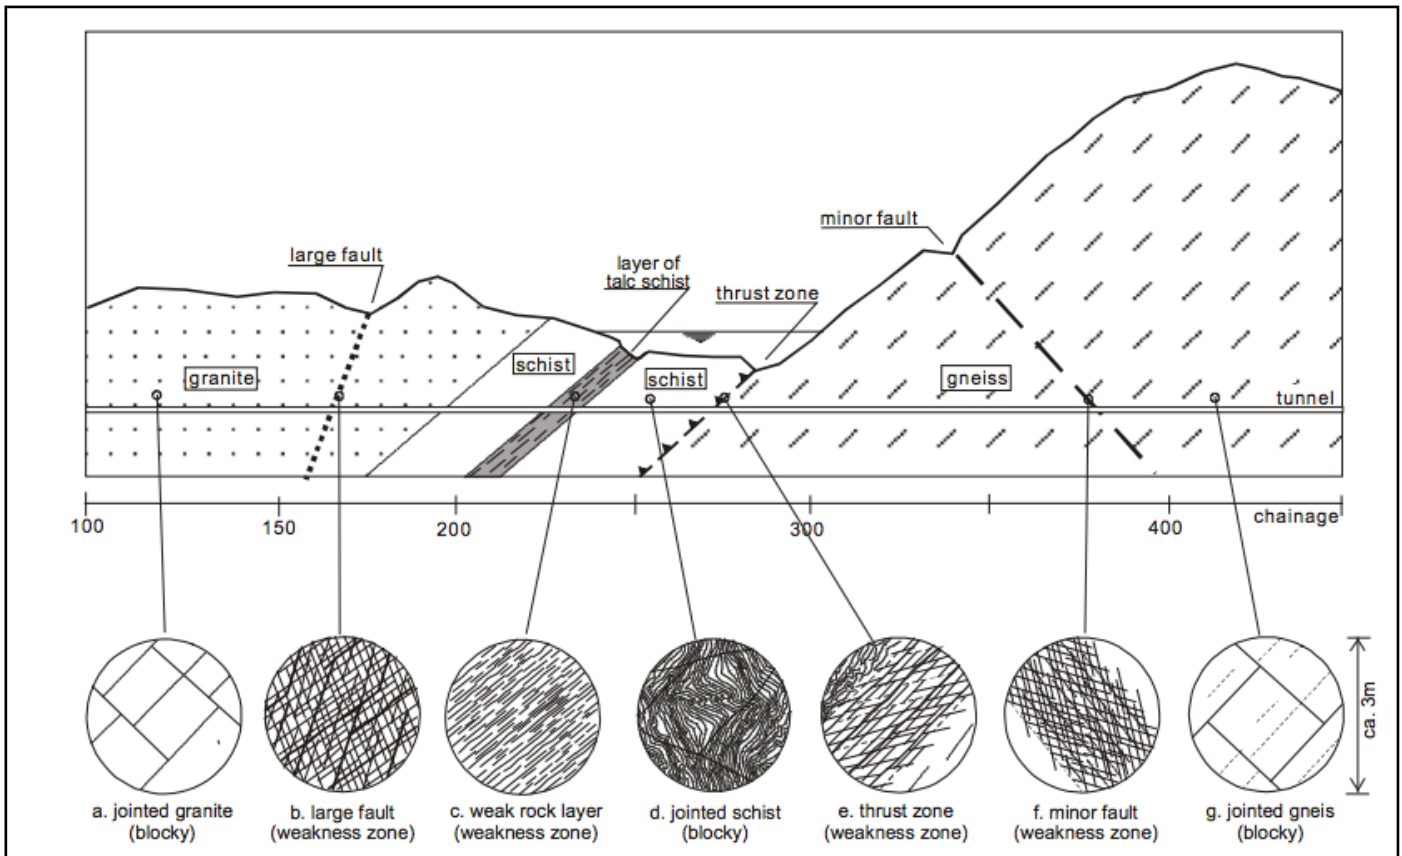 minor fault
large fault
layer of
talc schist
thrust zone
schist
granite
schist
gneiss
tunnel
100
150
200
300
400
chainage
ca. 3m
a. jointed granite
(blocky)
b. large fault
(weakness zone)
c. weak rock layer
(weakness zone)
d. jointed schist
(blocky)
e. thrust zone
(weakness zone)
f. minor fault
(weakness zone)
g. jointed gneis
(blocky)